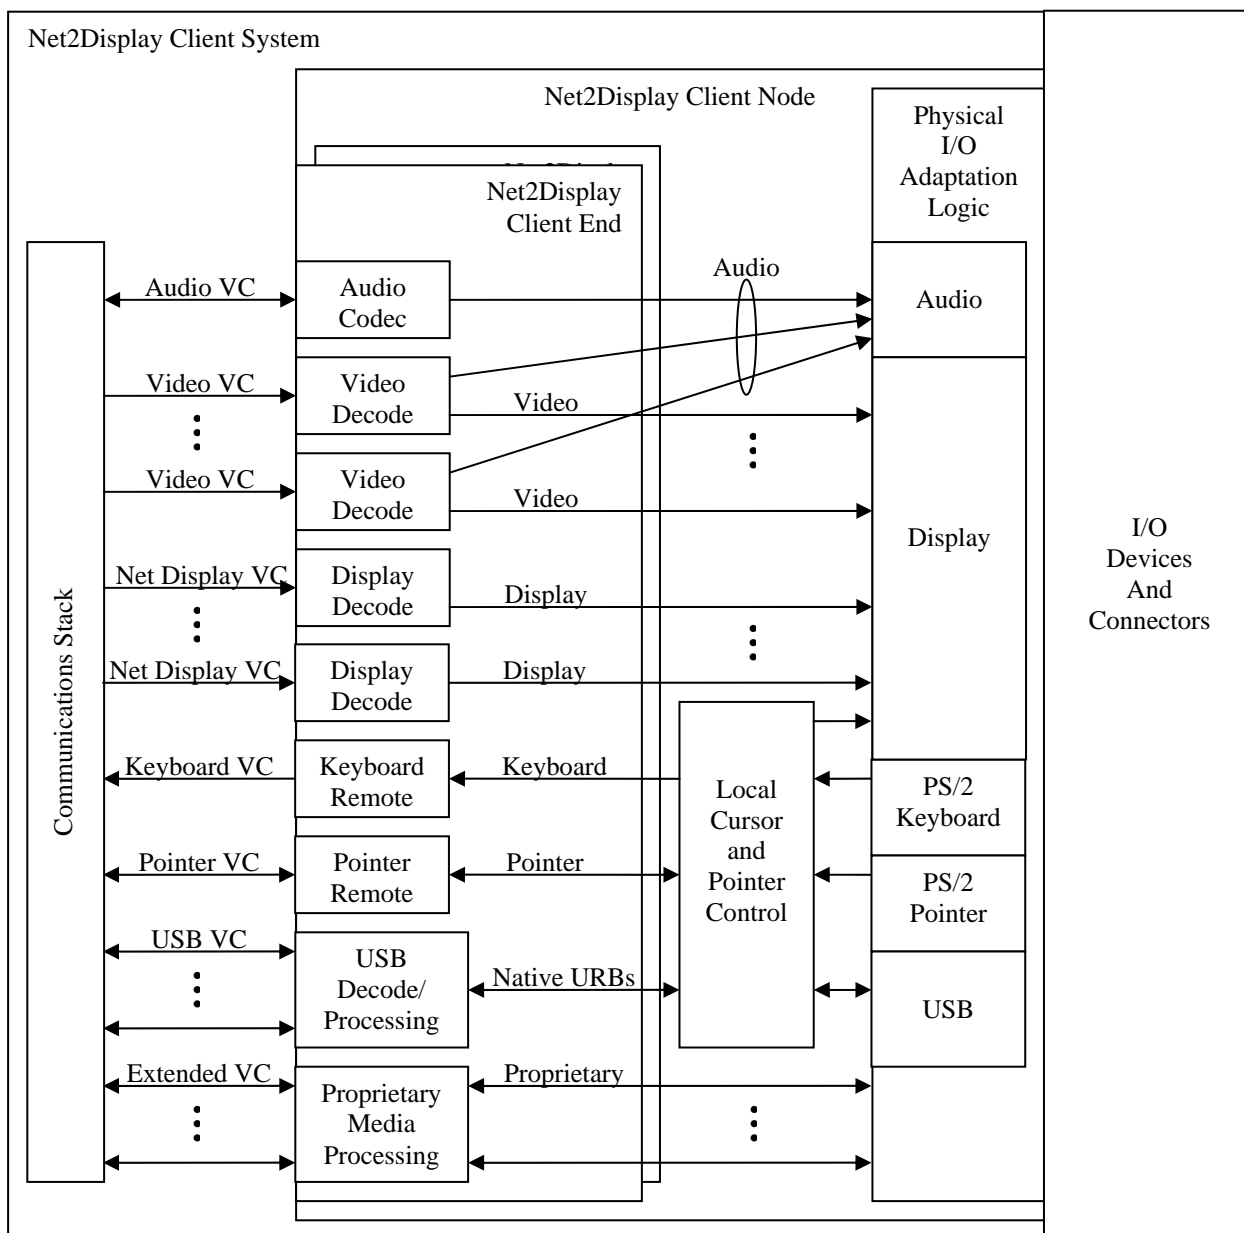 Net2Display Client System
Net2Display Client Node
Physical
I/O
Adaptation
Logic
Net2Display
Client End
Audio
Audio VC
Audio
Codec
Audio
Video VC
Video
Decode
Video
Video VC
Video
Decode
Video
Display
I/O
Devices
And
Connectors
Net Display VC
Display
Decode
Display
Net Display VC
Display
Decode
Display
Communications Stack
Keyboard VC
Keyboard
Remote
Keyboard
Local
Cursor
and
Pointer
Control
PS/2
Keyboard
Pointer VC
Pointer
Remote
Pointer
PS/2
Pointer
USB VC
USB
Decode/
Processing
Native URBs
USB
Extended VC
Proprietary
Media
Processing
Proprietary